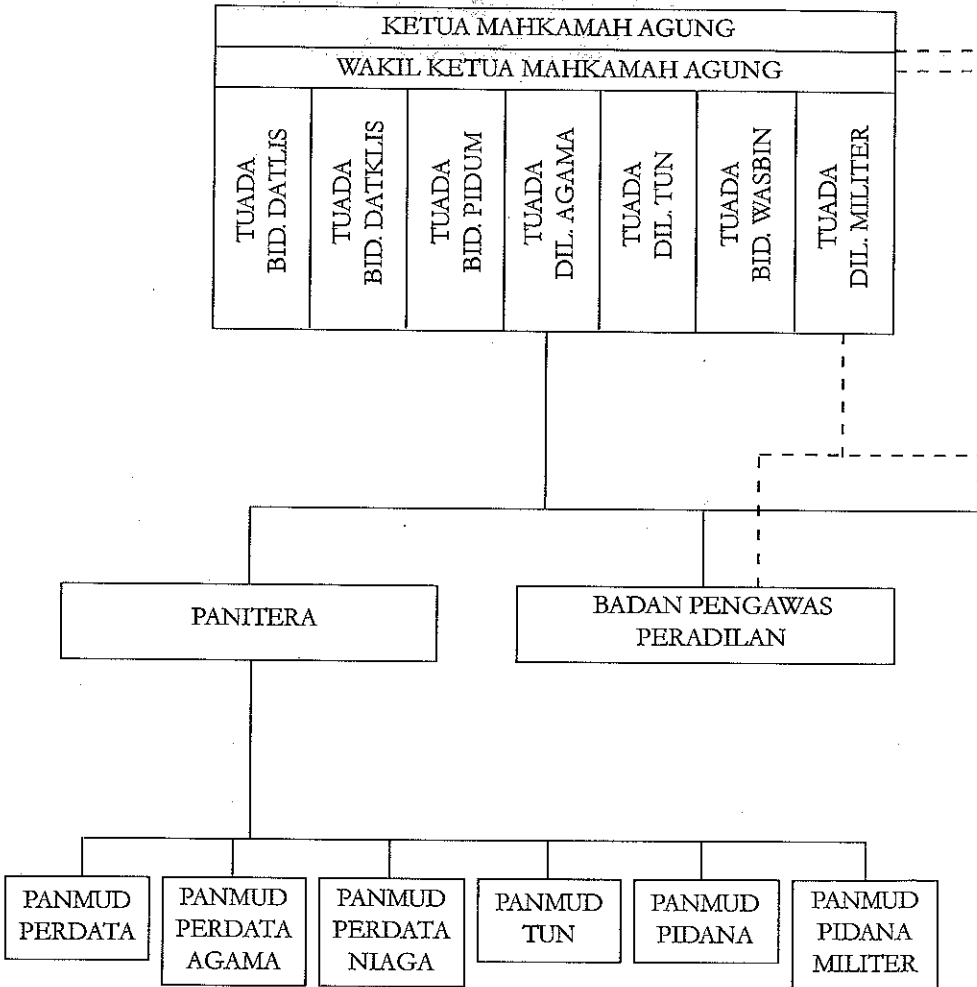 KETUA MAHKAMAH AGUNG
WAKIL KETUA MAHKAMAH AGUNG
TUADA
BID. DATLIS
TUADA
BID. DATKLIS
TUADA
BID. PIDUM
TUADA
DIL. AGAMA
TUADA
DIL. TUN
TUADA
BID. WASBIN
TUADA
DIL. MILITER
PANITERA
BADAN PENGAWAS
PERADILAN
PANMUD
PERDATA
PANMUD
PERDATA
AGAMA
PANMUD
PERDATA
NIAGA
PANMUD
TUN
PANMUD
PIDANA
PANMUD
PIDANA
MILITER